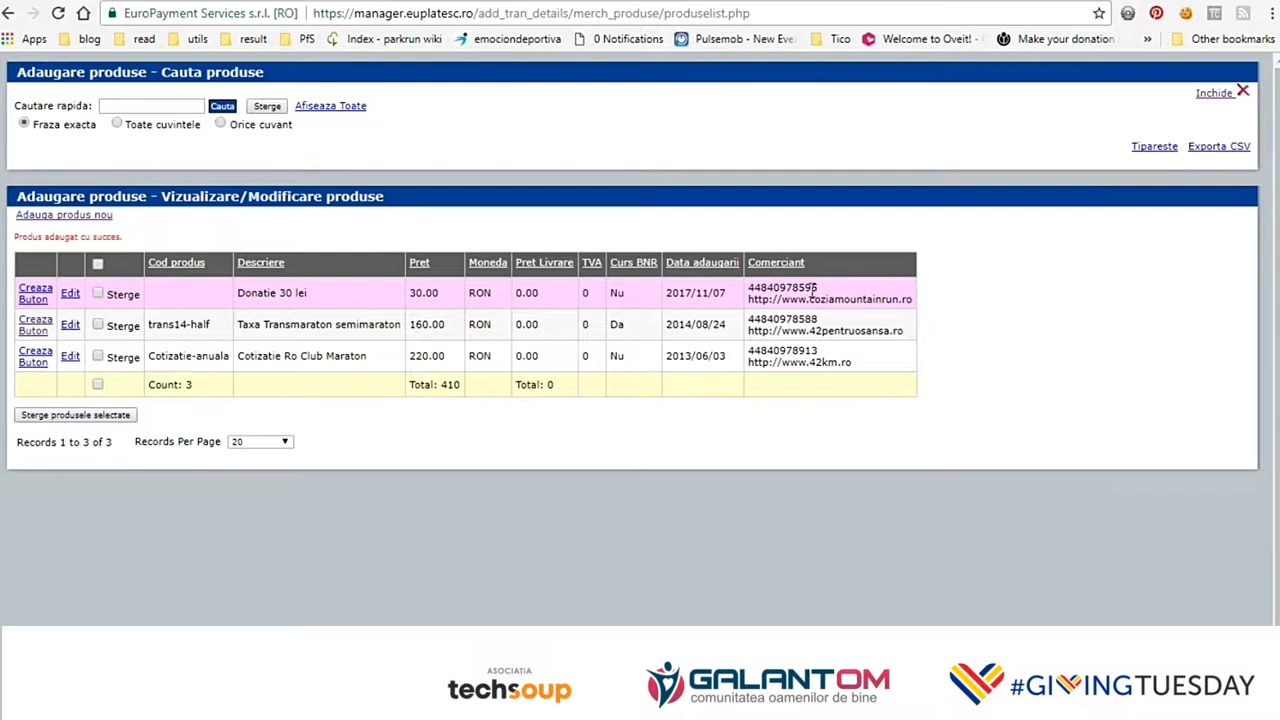 EuroPayment Services s.r.l. [RO] https://manager.euplatesc.ro/add_tran_details/merch_produse/produselist.php
Apps blog read utils result PfS Index - parkrun wiki emociondeportiva 0 Notifications Pulsemob - New Eve Tico Welcome to Oveit! - Make your donation » Other bookmarks
Adaugare produse - Cauta produse
Cautare rapida: Cauta Sterge Afiseaza Toate
Inchide
Fraza exacta Toate cuvintele Orice cuvant
Tipareste Exporta CSV
Adaugare produse - Vizualizare/Modificare produse
Adauga produs nou
Produs adaugat cu succes.
Cod produs Descriere Pret Moneda Pret Livrare TVA Curs BNR Data adaugarii Comerciant
Creaza Buton Edit Sterge Donatie 30 lei 30.00 RON 0.00 0 Nu 2017/11/07 44840978595 http://www.coziamountainrun.ro
Creaza Buton Edit Sterge trans14-half Taxa Transmaraton semimaraton 160.00 RON 0.00 0 Da 2014/08/24 44840978588 http://www.42pentruosansa.ro
Creaza Buton Edit Sterge Cotizatie-anuala Cotizatie Ro Club Maraton 220.00 RON 0.00 0 Nu 2013/06/03 44840978913 http://www.42km.ro
Count: 3 Total: 410 Total: 0
Sterge produsele selectate
Records 1 to 3 of 3 Records Per Page 20
ASOCIAȚIA
techsoup
GALANTOM
comunitatea oamenilor de bine
#GIVINGTUESDAY